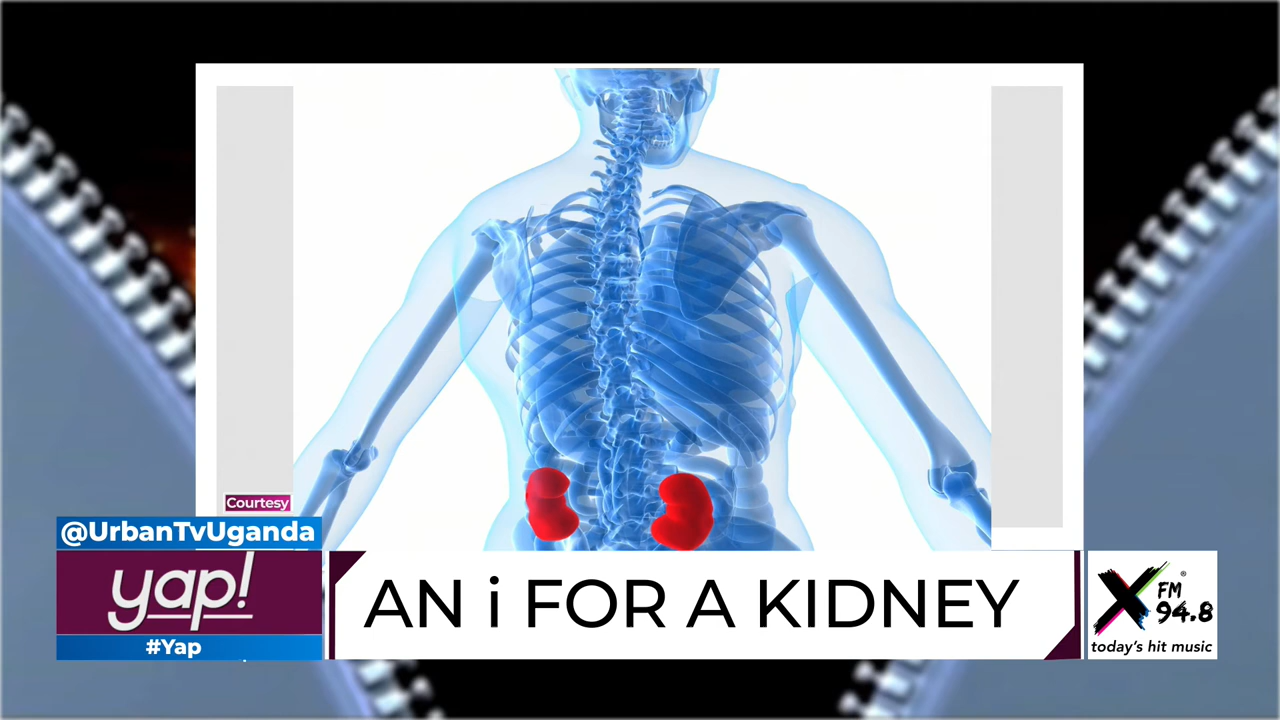 Courtesy
@UrbanTvUganda
yap!
#Yap
AN i FOR A KIDNEY
X FM
94.8
®
today's hit music